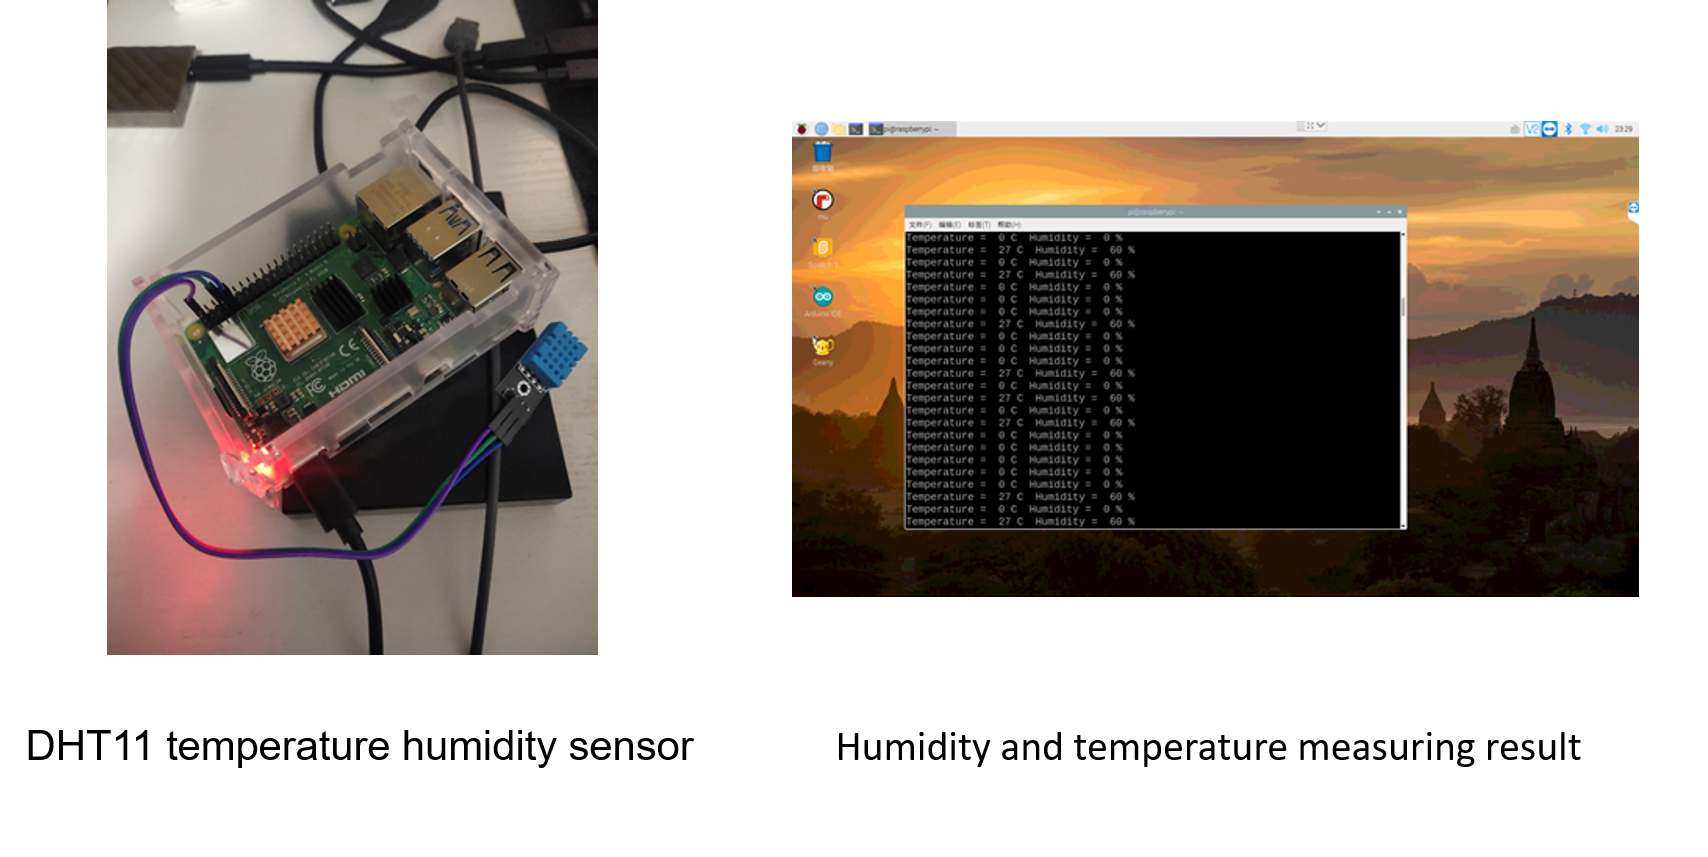 HDMI
pi@raspberrypi: ~
23:29
回收站
mu
Arduino IDE
Geany
pi@raspberrypi: ~
文件(F) 编辑(E) 标签(T) 帮助(H)
Temperature = 0 C Humidity = 0 %
Temperature = 27 C Humidity = 60 %
Temperature = 0 C Humidity = 0 %
Temperature = 27 C Humidity = 60 %
Temperature = 0 C Humidity = 0 %
Temperature = 0 C Humidity = 0 %
Temperature = 0 C Humidity = 0 %
Temperature = 27 C Humidity = 60 %
Temperature = 0 C Humidity = 0 %
Temperature = 0 C Humidity = 0 %
Temperature = 0 C Humidity = 0 %
Temperature = 27 C Humidity = 60 %
Temperature = 0 C Humidity = 0 %
Temperature = 27 C Humidity = 60 %
Temperature = 0 C Humidity = 0 %
Temperature = 27 C Humidity = 60 %
Temperature = 0 C Humidity = 0 %
Temperature = 0 C Humidity = 0 %
Temperature = 0 C Humidity = 0 %
Temperature = 0 C Humidity = 0 %
Temperature = 0 C Humidity = 0 %
Temperature = 27 C Humidity = 60 %
Temperature = 0 C Humidity = 0 %
Temperature = 27 C Humidity = 60 %
DHT11 temperature humidity sensor
Humidity and temperature measuring result